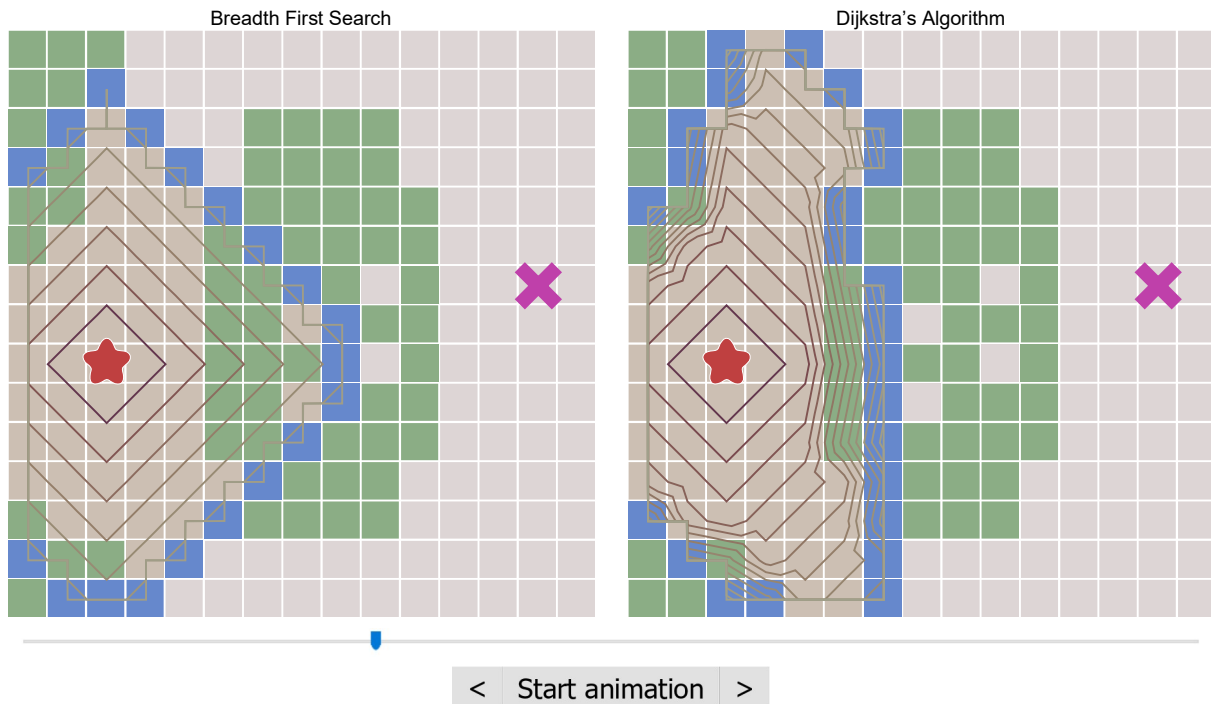 Breadth First Search
Dijkstra’s Algorithm
< Start animation >